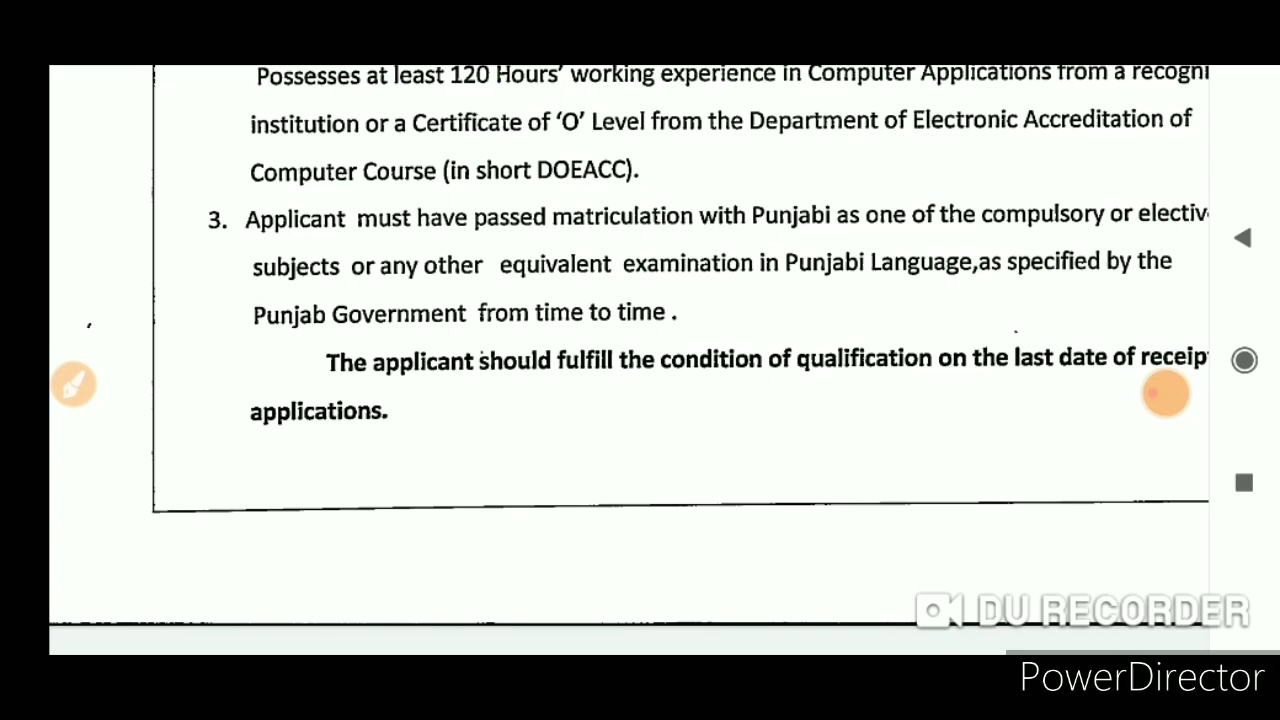 Possesses at least 120 Hours' working experience in Computer Applications from a
institution or a Certificate of 'O' Level from the Department of Electronic Accreditation of
Computer Course (in short DOEACC).
3. Applicant must have passed matriculation with Punjabi as one of the compulsory or
subjects or any other equivalent examination in Punjabi Language,as specified by the
Punjab Government from time to time .
The applicant should fulfill the condition of qualification on the last date of
applications.
DU RECORDER
PowerDirector